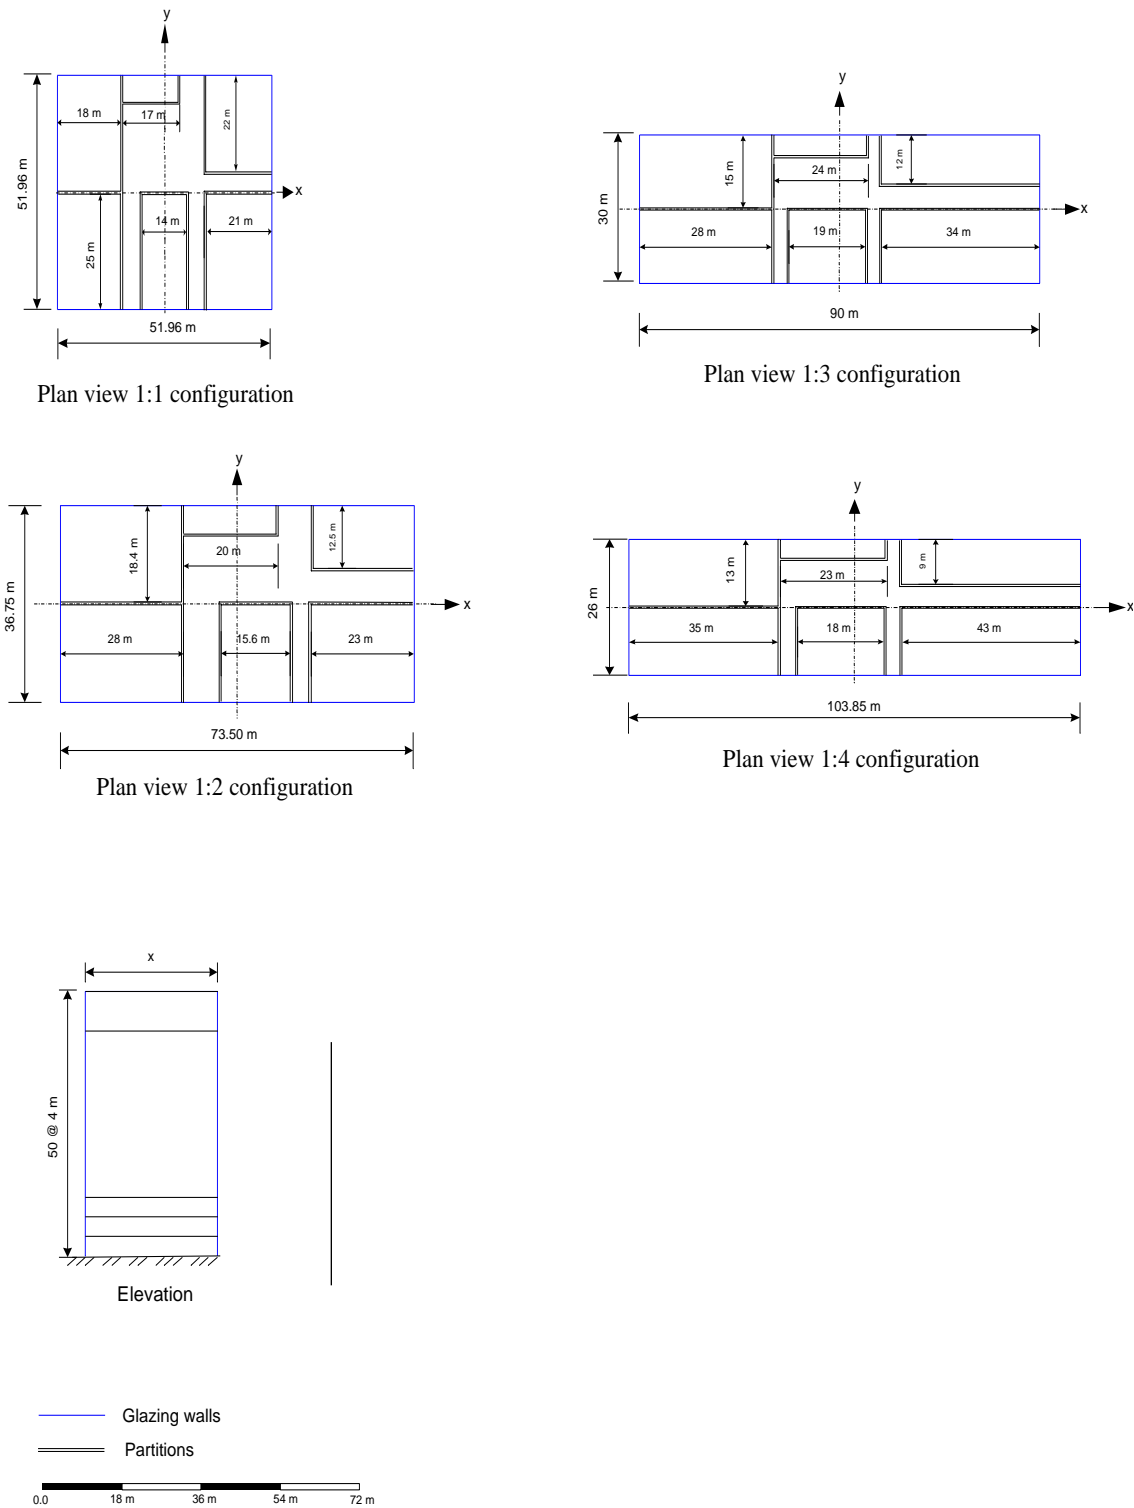 y
18 m
17 m
22 m
51.96 m
x
14 m
21 m
25 m
51.96 m
Plan view 1:1 configuration
y
15 m
24 m
12 m
30 m
x
28 m
19 m
34 m
90 m
Plan view 1:3 configuration
y
18.4 m
20 m
12.5 m
36.75 m
x
28 m
15.6 m
23 m
73.50 m
Plan view 1:2 configuration
y
13 m
23 m
9 m
26 m
x
35 m
18 m
43 m
103.85 m
Plan view 1:4 configuration
x
50 @ 4 m
Elevation
Glazing walls
Partitions
0.0 18 m 36 m 54 m 72 m